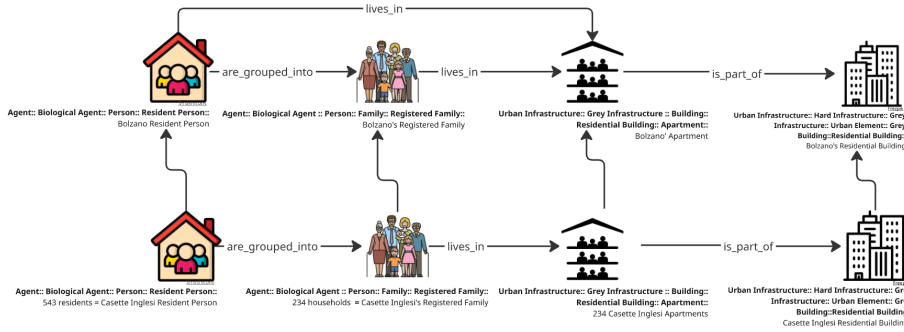 lives_in
are_grouped_into
lives_in
is_part_of
Agent:: Biological Agent:: Person:: Resident Person::
Bolzano Resident Person
Agent:: Biological Agent :: Person:: Family:: Registered Family::
Bolzano's Registered Family
Urban Infrastructure:: Grey Infrastructure :: Building::
Residential Building:: Apartment::
Bolzano' Apartment
Urban Infrastructure:: Hard Infrastructure:: Grey
Infrastructure:: Urban Element:: Grey
Building::Residential Building::
Bolzano's Residential Building
are_grouped_into
lives_in
is_part_of
Agent:: Biological Agent:: Person:: Resident Person::
543 residents = Casette Inglesi Resident Person
Agent:: Biological Agent :: Person:: Family:: Registered Family::
234 households = Casette Inglesi's Registered Family
Urban Infrastructure:: Grey Infrastructure :: Building::
Residential Building:: Apartment::
234 Casette Inglesi Apartments
Urban Infrastructure:: Hard Infrastructure:: Gre
Infrastructure:: Urban Element:: Gre
Building::Residential Building
Casette Inglesi Residential Building